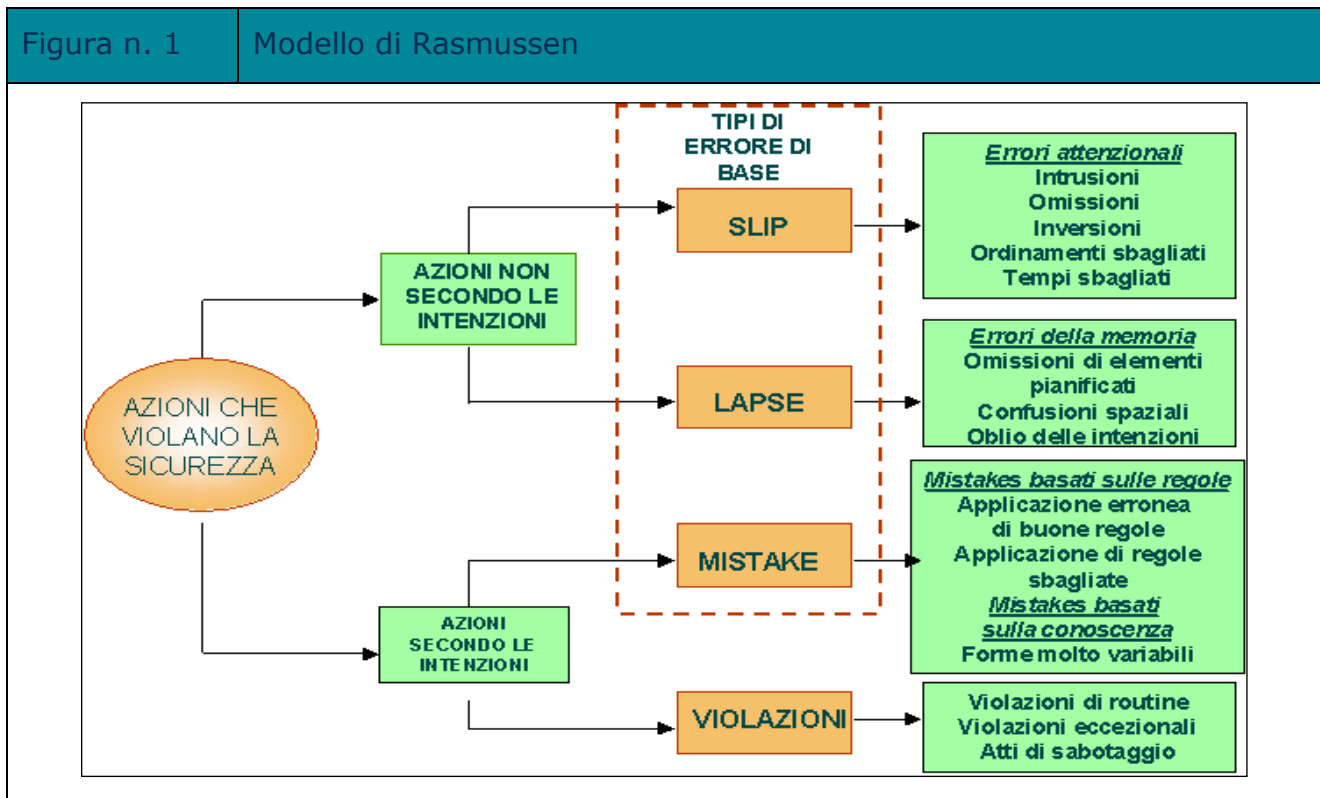 Figura n. 1
Modello di Rasmussen
TIPI DI
ERRORE DI
BASE
AZIONI CHE
VIOLANO LA
SICUREZZA
AZIONI NON
SECONDO LE
INTENZIONI
SLIP
Errori attenzionali
Intrusioni
Omissioni
Inversioni
Ordinamenti sbagliati
Tempi sbagliati
LAPSE
Errori della memoria
Omissioni di elementi
pianificati
Confusioni spaziali
Oblio delle intenzioni
AZIONI
SECONDO LE
INTENZIONI
MISTAKE
Mistakes basati sulle regole
Applicazione erronea
di buone regole
Applicazione di regole
sbagliate
Mistakes basati
sulla conoscenza
Forme molto variabili
VIOLAZIONI
Violazioni di routine
Violazioni eccezionali
Atti di sabotaggio